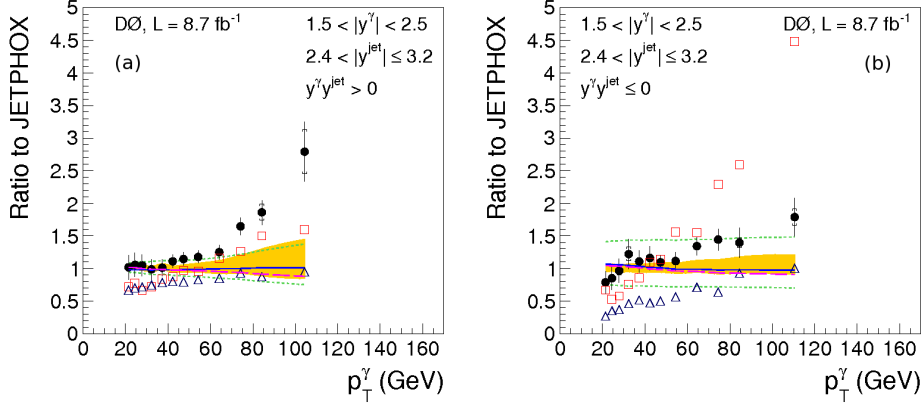 DØ, L = 8.7 fb⁻¹
1.5 < |y^γ| < 2.5
(a)
2.4 < |y^jet| ≤ 3.2
y^γ y^jet > 0
Ratio to JETPHOX
5
4.5
4
3.5
3
2.5
2
1.5
1
0.5
0
0 20 40 60 80 100 120 140 160
p_T^γ (GeV)
1.5 < |y^γ| < 2.5
DØ, L = 8.7 fb⁻¹
2.4 < |y^jet| ≤ 3.2
(b)
y^γ y^jet ≤ 0
Ratio to JETPHOX
5
4.5
4
3.5
3
2.5
2
1.5
1
0.5
0
0 20 40 60 80 100 120 140 160
p_T^γ (GeV)